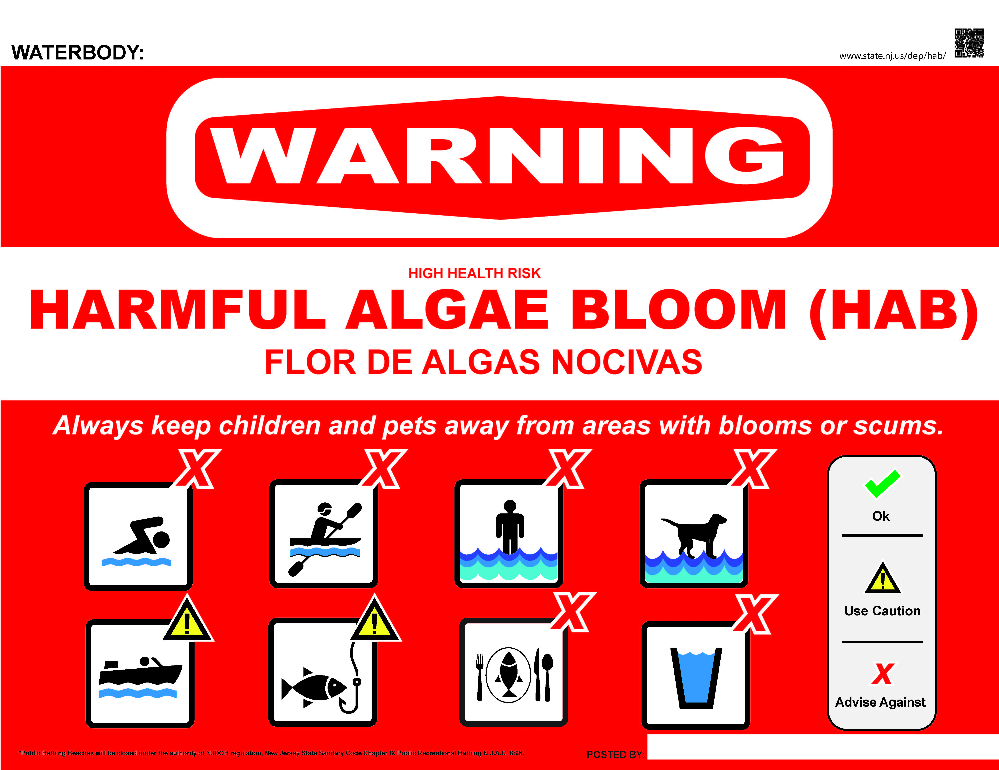 WATERBODY:
www.state.nj.us/dep/hab/
WARNING
HIGH HEALTH RISK
HARMFUL ALGAE BLOOM (HAB)
FLOR DE ALGAS NOCIVAS
Always keep children and pets away from areas with blooms or scums.
X X X X
! ! X X
x
Ok
!
Use Caution
X
Advise Against
*Public Bathing Beaches will be closed under the authority of NJDOH regulation, New Jersey State Sanitary Code Chapter IX Public Recreational Bathing N.J.A.C. 8:26.
POSTED BY: